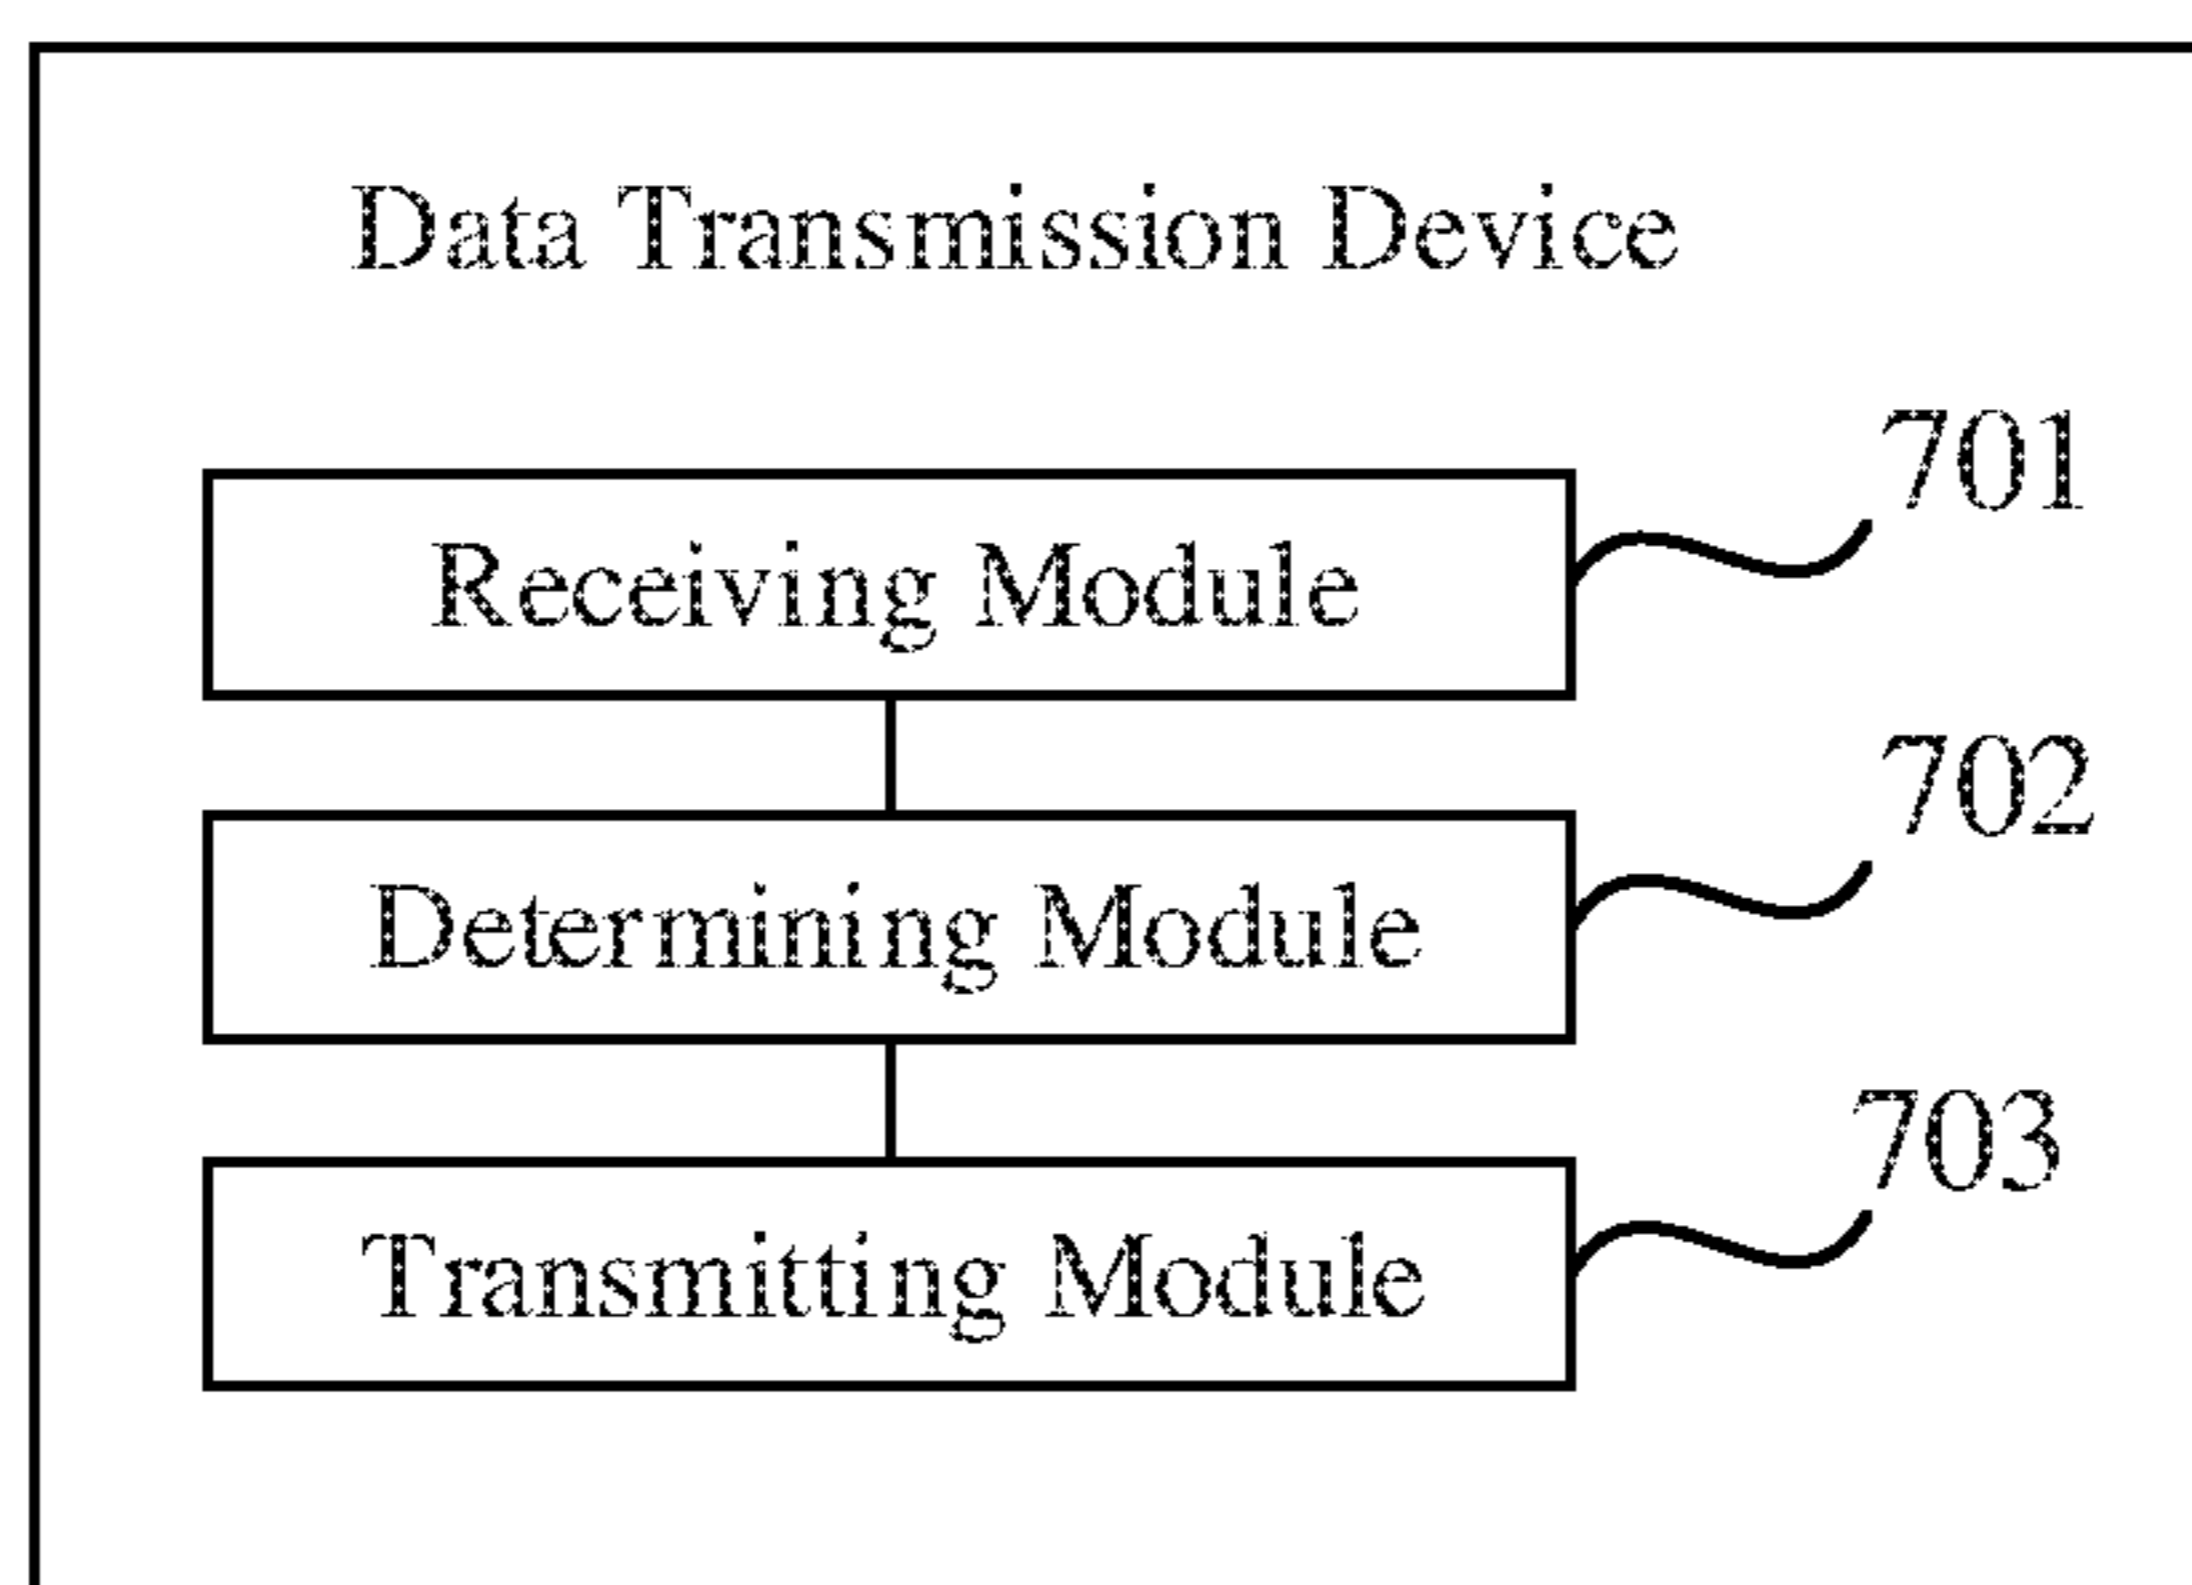 Data Transmission Device
701
Receiving Module
702
Determining Module
703
Transmitting Module